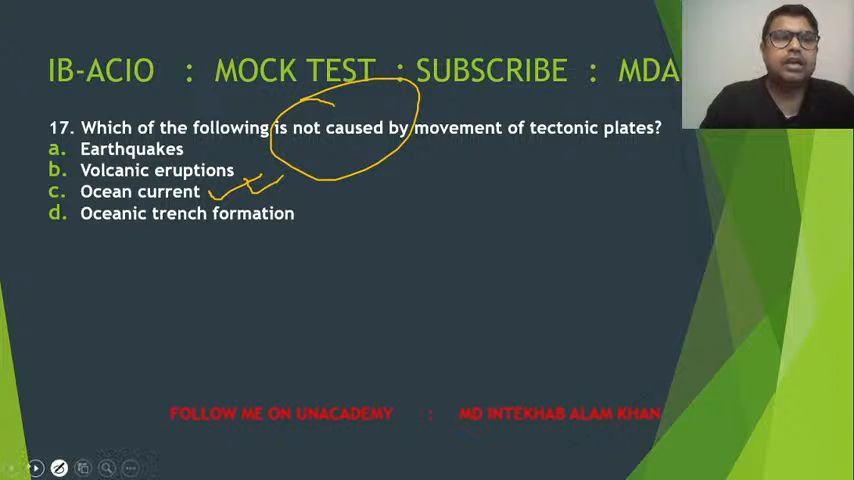 IB-ACIO : MOCK TEST : SUBSCRIBE : MDA
17. Which of the following is not caused by movement of tectonic plates?
a. Earthquakes
b. Volcanic eruptions
c. Ocean current
d. Oceanic trench formation
FOLLOW ME ON UNACADEMY : MD INTEKHAB ALAM KHAN